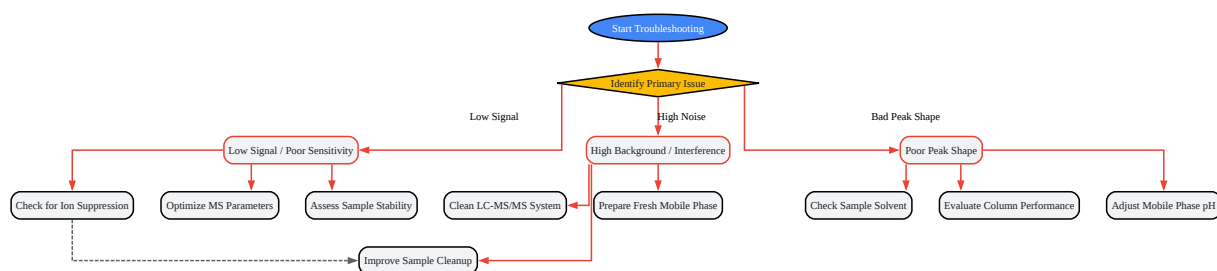 Start Troubleshooting
Identify Primary Issue
Low Signal
High Noise
Bad Peak Shape
Low Signal / Poor Sensitivity
High Background / Interference
Poor Peak Shape
Check for Ion Suppression
Optimize MS Parameters
Assess Sample Stability
Clean LC-MS/MS System
Prepare Fresh Mobile Phase
Check Sample Solvent
Evaluate Column Performance
Adjust Mobile Phase pH
Improve Sample Cleanup